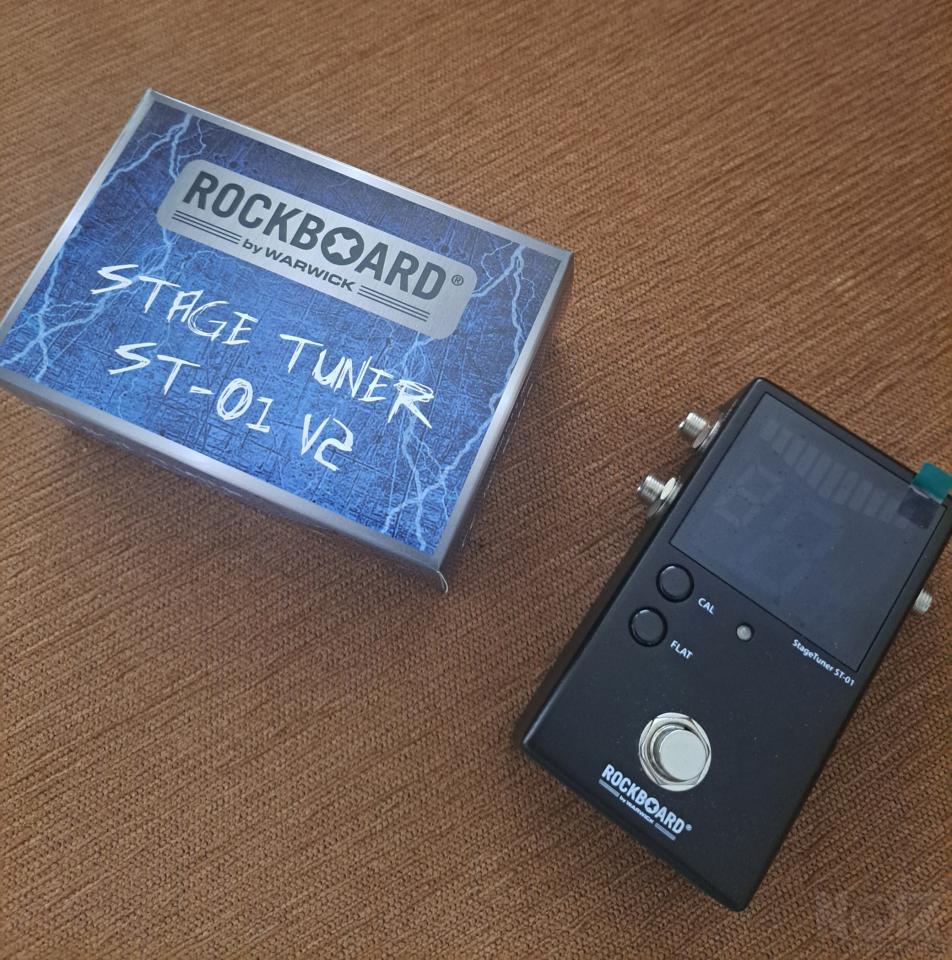 ROCKBOARD®
by WARWICK
STAGE TUNER
ST-01 V2
CAL
FLAT
StageTuner ST-01
ROCKBOARD®
by WARWICK